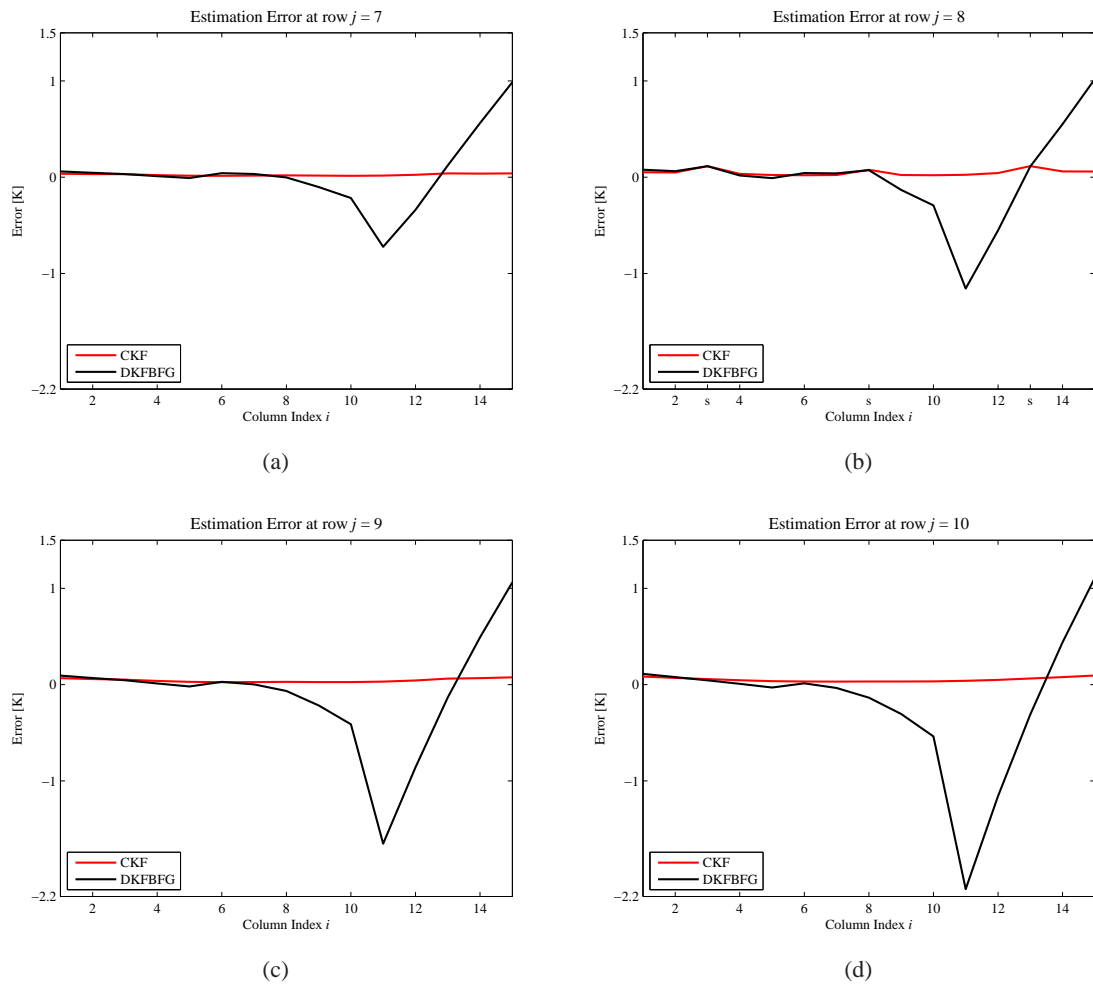 Estimation Error at row j = 7
1.5
1
0
−1
−2.2
Error [K]
CKF
DKFBFG
2 4 6 8 10 12 14
Column Index i
(a)
Estimation Error at row j = 8
1.5
1
0
−1
−2.2
Error [K]
CKF
DKFBFG
2 s 4 6 s 10 12 s 14
Column Index i
(b)
Estimation Error at row j = 9
1.5
1
0
−1
−2.2
Error [K]
CKF
DKFBFG
2 4 6 8 10 12 14
Column Index i
(c)
Estimation Error at row j = 10
1.5
1
0
−1
−2.2
Error [K]
CKF
DKFBFG
2 4 6 8 10 12 14
Column Index i
(d)